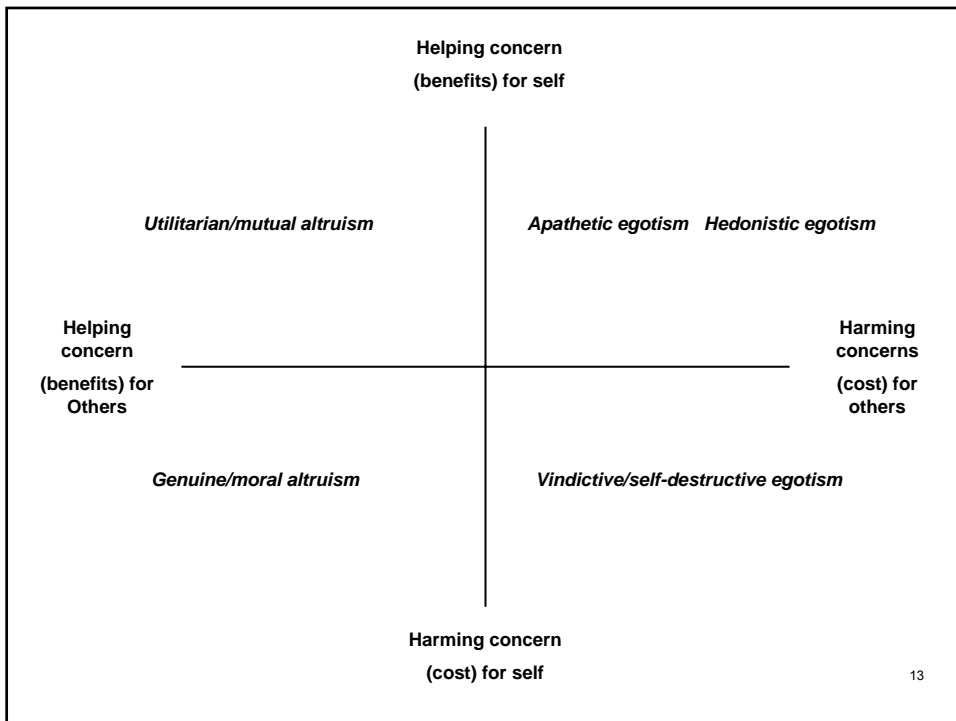 Helping concern
(benefits) for self
Utilitarian/mutual altruism
Apathetic egotism Hedonistic egotism
Helping
concern
(benefits) for
Others
Harming
concerns
(cost) for
others
Genuine/moral altruism
Vindictive/self-destructive egotism
Harming concern
(cost) for self
13